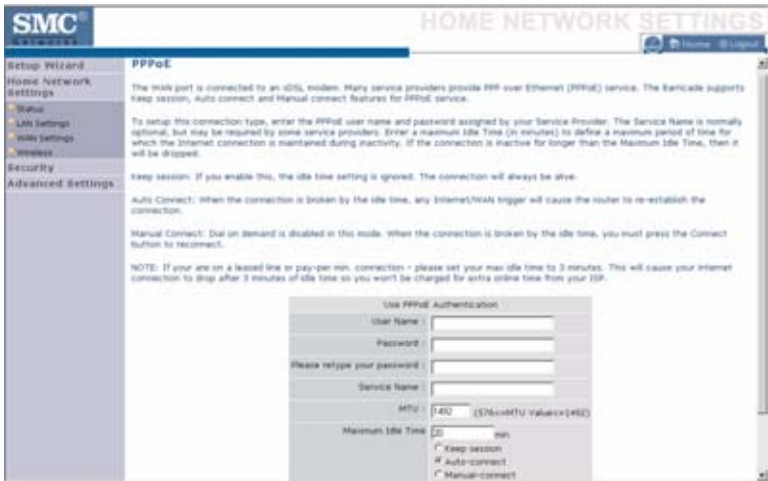 SMC®
Networks
HOME NETWORK SETTINGS
Home Logout
Setup Wizard
Home Network
Settings
Status
LAN Settings
WAN Settings
Wireless
Security
Advanced Settings
PPPoE
The WAN port is connected to an xDSL modem. Many service providers provide PPP over Ethernet (PPPoE) service. The Barricade supports
Keep session, Auto connect and Manual connect features for PPPoE service.
To setup this connection type, enter the PPPoE user name and password assigned by your Service Provider. The Service Name is normally
optional, but may be required by some service providers. Enter a maximum Idle Time (in minutes) to define a maximum period of time for
which the Internet connection is maintained during inactivity. If the connection is inactive for longer than the Maximum Idle Time, then it
will be dropped.
Keep session: If you enable this, the idle time setting is ignored. The connection will always be alive.
Auto Connect: When the connection is broken by the idle time, any Internet/WAN trigger will cause the router to re-establish the
connection.
Manual Connect: Dial on demand is disabled in this mode. When the connection is broken by the idle time, you must press the Connect
button to reconnect.
NOTE: If your are on a leased line or pay-per min. connection - please set your max idle time to 3 minutes. This will cause your internet
connection to drop after 3 minutes of idle time so you won't be charged for extra online time from your ISP.
Use PPPoE Authentication
User Name :
Password :
Please retype your password :
Service Name :
MTU : 1492 (576<=MTU Value<=1492)
Maximum Idle Time 20 min
Keep session
Auto-connect
Manual-connect